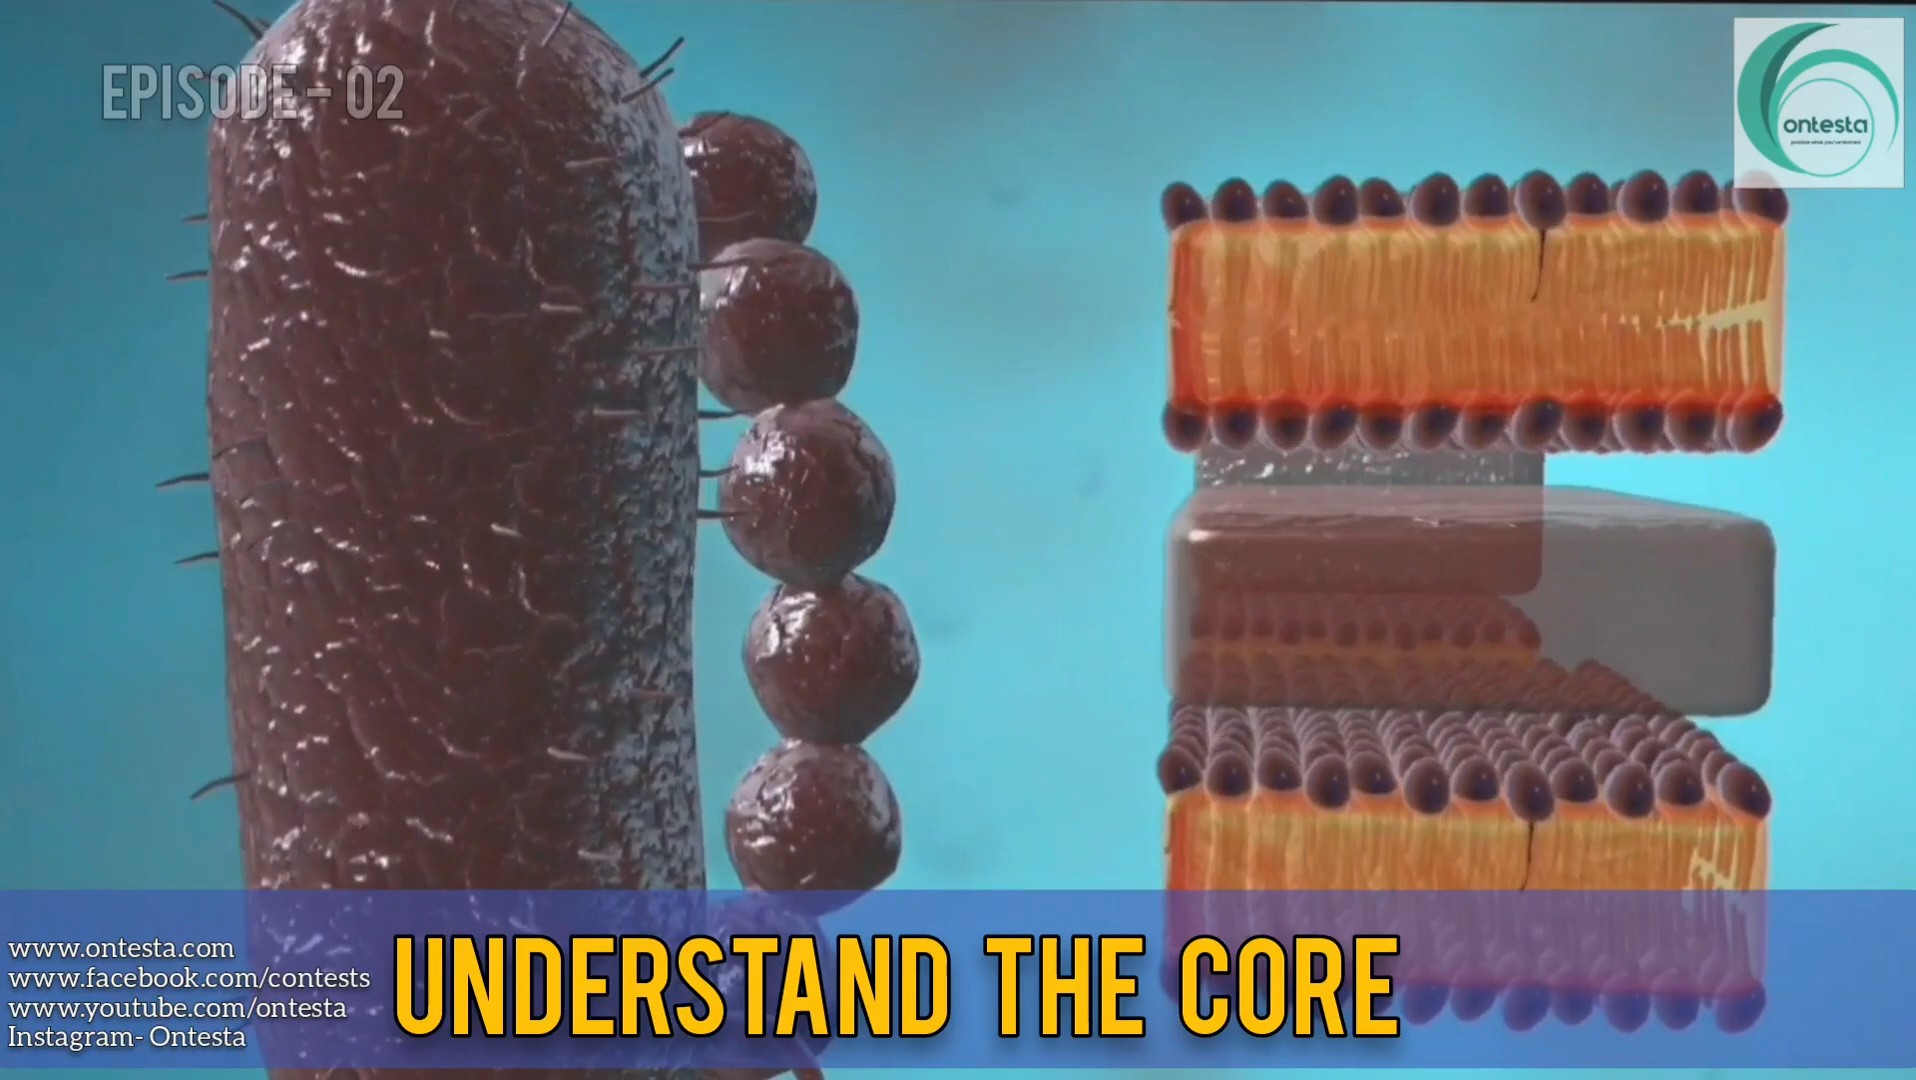 EPISODE - 02
ontesta
www.ontesta.com
www.facebook.com/contests
www.youtube.com/ontesta
Instagram- Ontesta
UNDERSTAND THE CORE